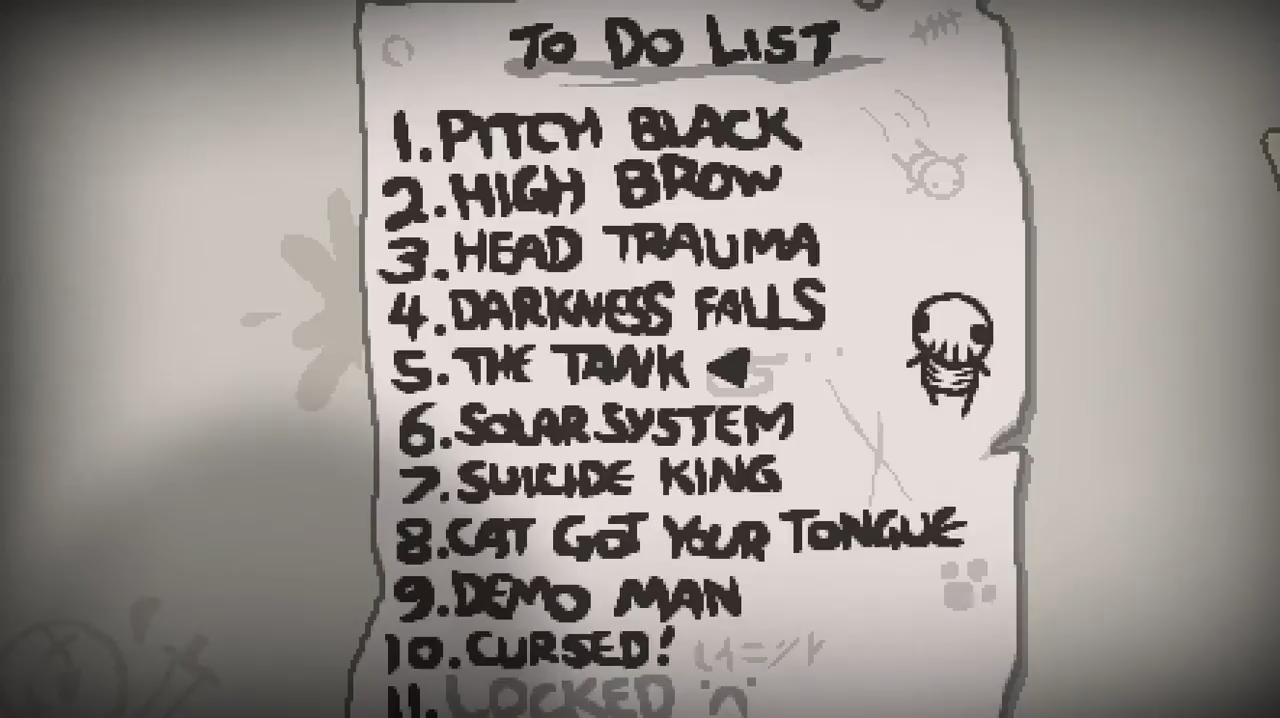 TO DO LIST
1. PITCH BLACK
2. HIGH BROW
3. HEAD TRAUMA
4. DARKNESS FALLS
5. THE TANK
6. SOLAR SYSTEM
7. SUICIDE KING
8. CAT GOT YOUR TONGUE
9. DEMO MAN
10. CURSED!
11. LOCKED